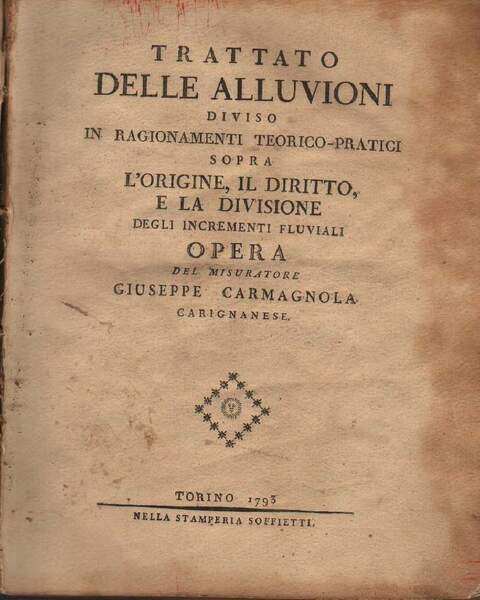 TRATTATO
DELLE ALLUVIONI
DIVISO
IN RAGIONAMENTI TEORICO-PRATICI
SOPRA
L'ORIGINE, IL DIRITTO,
E LA DIVISIONE
DEGLI INCREMENTI FLUVIALI
OPERA
DEL MISURATORE
GIUSEPPE CARMAGNOLA
CARIGNANESE.
TORINO 1793
NELLA STAMPERIA SOFFIETTI.